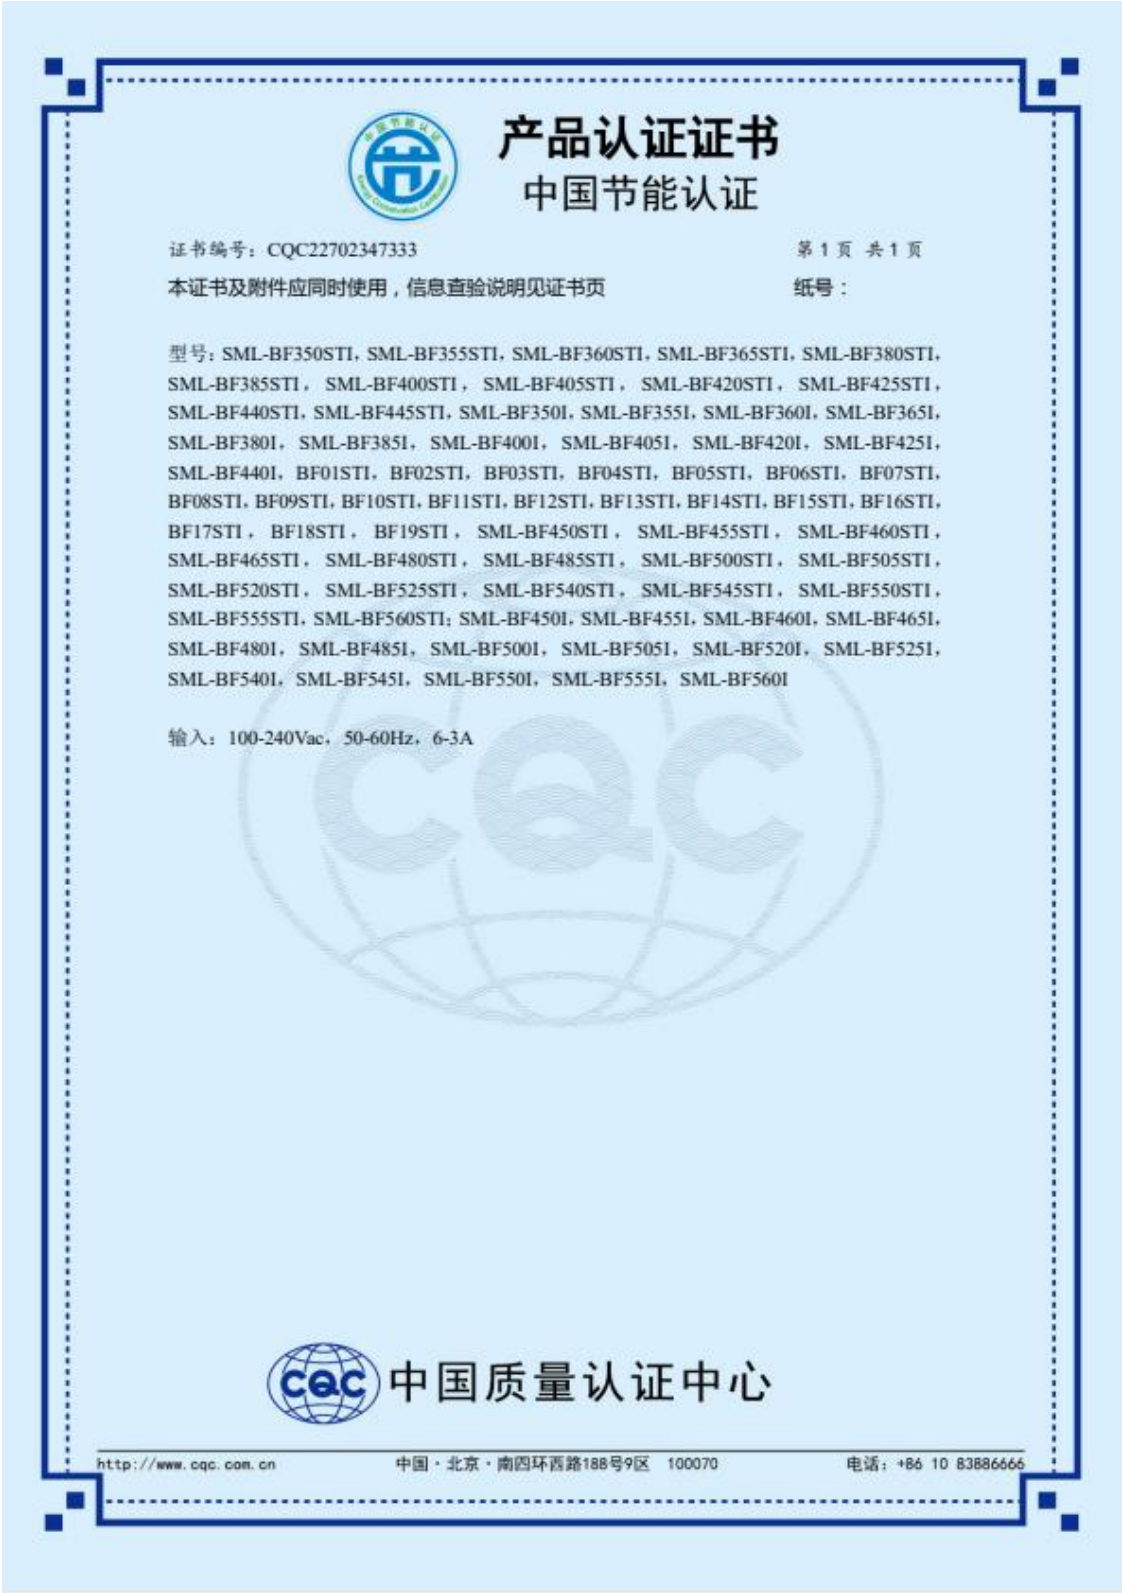 中国节能认证
Energy Conservation Certification
产品认证证书
中国节能认证
证书编号：CQC22702347333
第 1 页 共 1 页
本证书及附件应同时使用，信息查验说明见证书页
纸号：
型号：SML-BF350STI，SML-BF355STI，SML-BF360STI，SML-BF365STI，SML-BF380STI，
SML-BF385STI，SML-BF400STI，SML-BF405STI，SML-BF420STI，SML-BF425STI，
SML-BF440STI，SML-BF445STI，SML-BF350I，SML-BF355I，SML-BF360I，SML-BF365I，
SML-BF380I，SML-BF385I，SML-BF400I，SML-BF405I，SML-BF420I，SML-BF425I，
SML-BF440I，BF01STI，BF02STI，BF03STI，BF04STI，BF05STI，BF06STI，BF07STI，
BF08STI，BF09STI，BF10STI，BF11STI，BF12STI，BF13STI，BF14STI，BF15STI，BF16STI，
BF17STI，BF18STI，BF19STI，SML-BF450STI，SML-BF455STI，SML-BF460STI，
SML-BF465STI，SML-BF480STI，SML-BF485STI，SML-BF500STI，SML-BF505STI，
SML-BF520STI，SML-BF525STI，SML-BF540STI，SML-BF545STI，SML-BF550STI，
SML-BF555STI，SML-BF560STI；SML-BF450I，SML-BF455I，SML-BF460I，SML-BF465I，
SML-BF480I，SML-BF485I，SML-BF500I，SML-BF505I，SML-BF520I，SML-BF525I，
SML-BF540I，SML-BF545I，SML-BF550I，SML-BF555I，SML-BF560I
输入：100-240Vac，50-60Hz，6-3A
CQC
CQC 中国质量认证中心
http://www.cqc.com.cn
中国·北京·南四环西路188号9区 100070
电话：+86 10 83886666